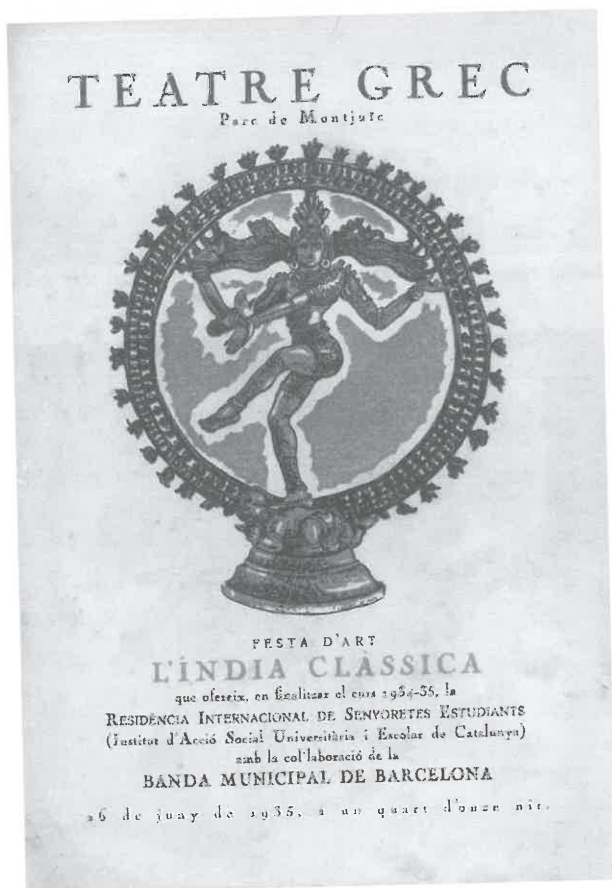 TEATRE GREC
Parc de Montjuïc
FESTA D'ART
L'ÍNDIA CLÀSSICA
que ofereix, en finalitzar el curs 1934-35, la
RESIDÈNCIA INTERNACIONAL DE SENYORETES ESTUDIANTS
(Institut d'Acció Social Universitària i Escolar de Catalunya)
amb la col·laboració de la
BANDA MUNICIPAL DE BARCELONA
26 de juny de 1935, a un quart d'onze nit.